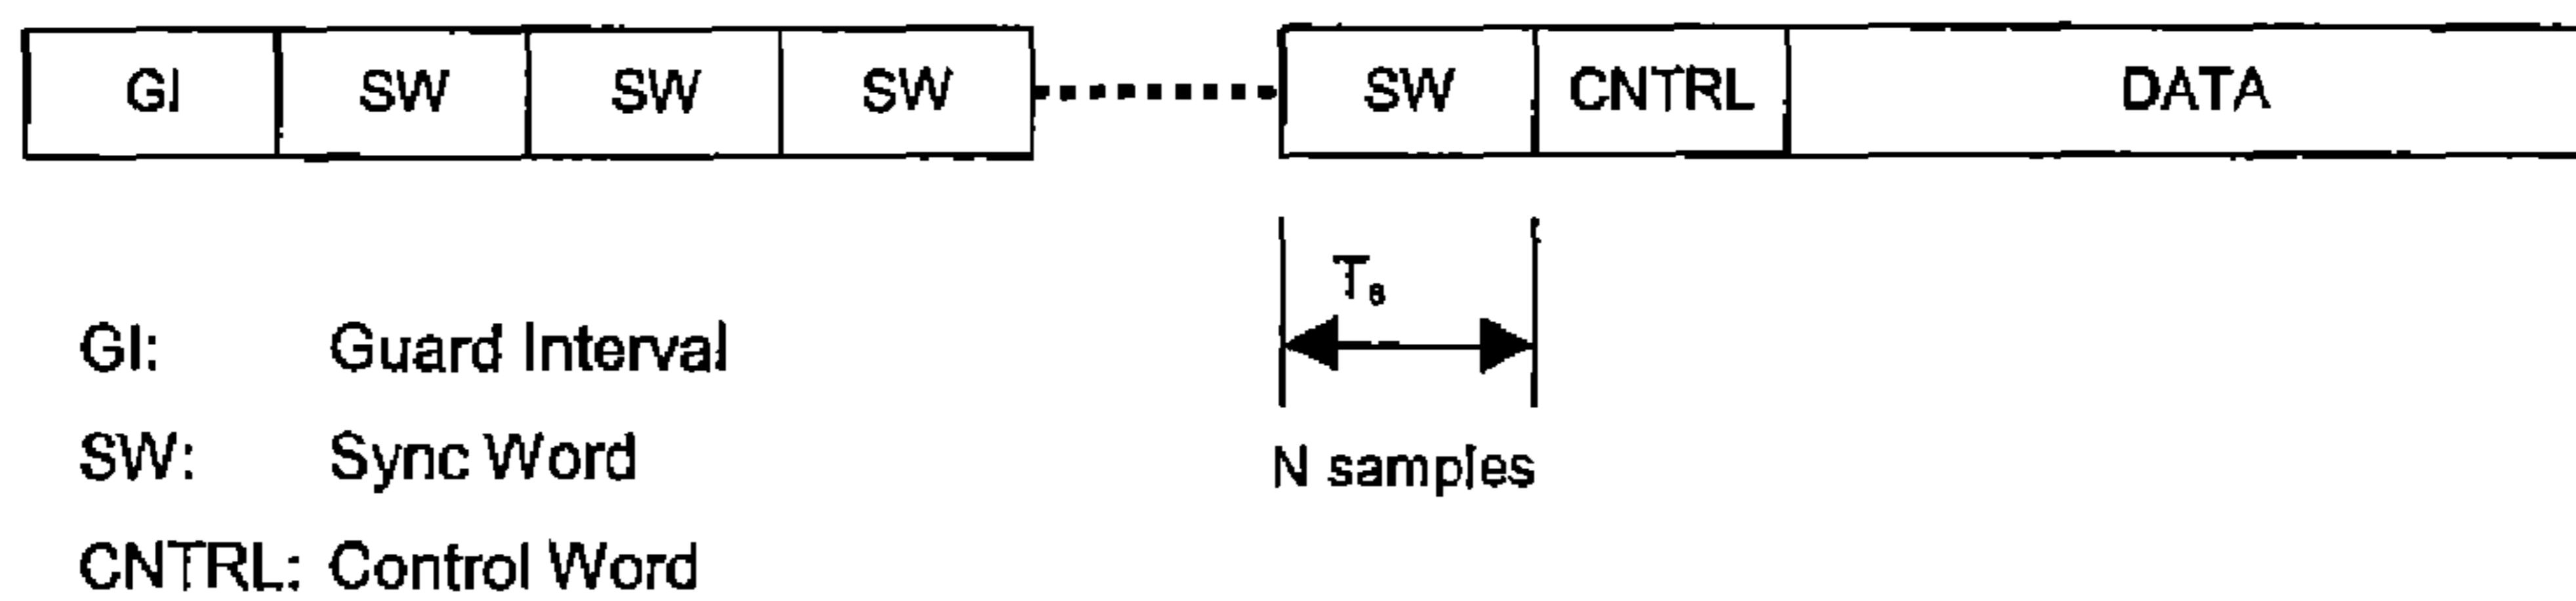 GI SW SW SW SW CNTRL DATA
Ts
N samples
GI: Guard Interval
SW: Sync Word
CNTRL: Control Word